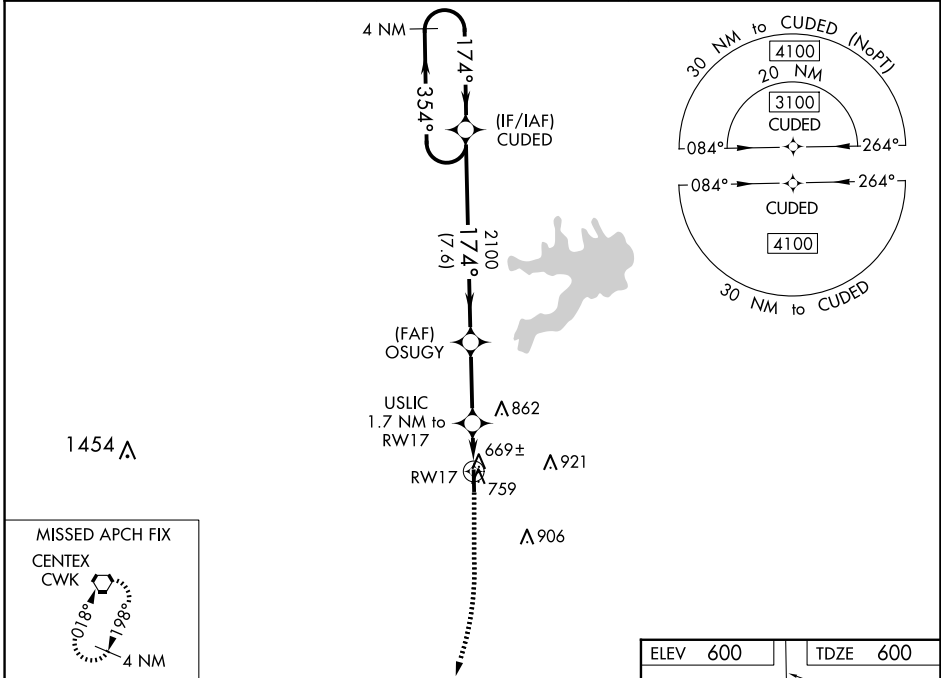 4 NM
174°
354°
(IF/IAF)
CUDED
30 NM to CUDED (NoPT)
4100
20 NM
3100
CUDED
084°
264°
084°
264°
CUDED
4100
30 NM to CUDED
2100
174°
(7.6)
(FAF)
OSUGY
USLIC
1.7 NM to
RW17
862
1454
669±
921
RW17
759
906
MISSED APCH FIX
CENTEX
CWK
018°
198°
4 NM
ELEV 600
TDZE 600